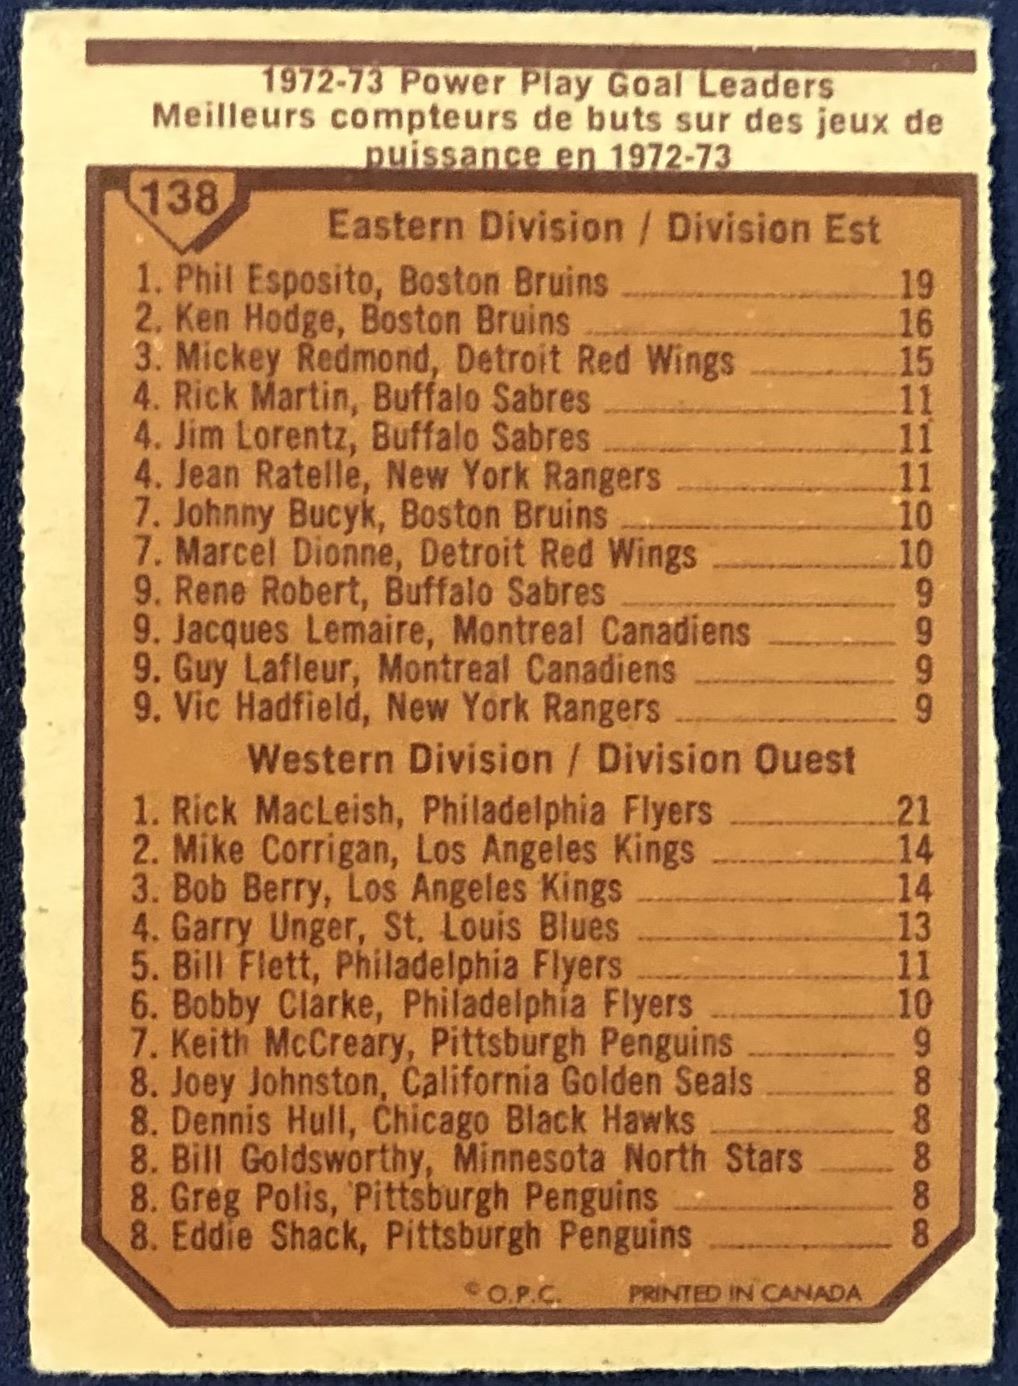 1972-73 Power Play Goal Leaders
Meilleurs compteurs de buts sur des jeux de
puissance en 1972-73
138
Eastern Division / Division Est
1. Phil Esposito, Boston Bruins 19
2. Ken Hodge, Boston Bruins 16
3. Mickey Redmond, Detroit Red Wings 15
4. Rick Martin, Buffalo Sabres 11
4. Jim Lorentz, Buffalo Sabres 11
4. Jean Ratelle, New York Rangers 11
7. Johnny Bucyk, Boston Bruins 10
7. Marcel Dionne, Detroit Red Wings 10
9. Rene Robert, Buffalo Sabres 9
9. Jacques Lemaire, Montreal Canadiens 9
9. Guy Lafleur, Montreal Canadiens 9
9. Vic Hadfield, New York Rangers 9
Western Division / Division Ouest
1. Rick MacLeish, Philadelphia Flyers 21
2. Mike Corrigan, Los Angeles Kings 14
3. Bob Berry, Los Angeles Kings 14
4. Garry Unger, St. Louis Blues 13
5. Bill Flett, Philadelphia Flyers 11
6. Bobby Clarke, Philadelphia Flyers 10
7. Keith McCreary, Pittsburgh Penguins 9
8. Joey Johnston, California Golden Seals 8
8. Dennis Hull, Chicago Black Hawks 8
8. Bill Goldsworthy, Minnesota North Stars 8
8. Greg Polis, Pittsburgh Penguins 8
8. Eddie Shack, Pittsburgh Penguins 8
© O.P.C. PRINTED IN CANADA